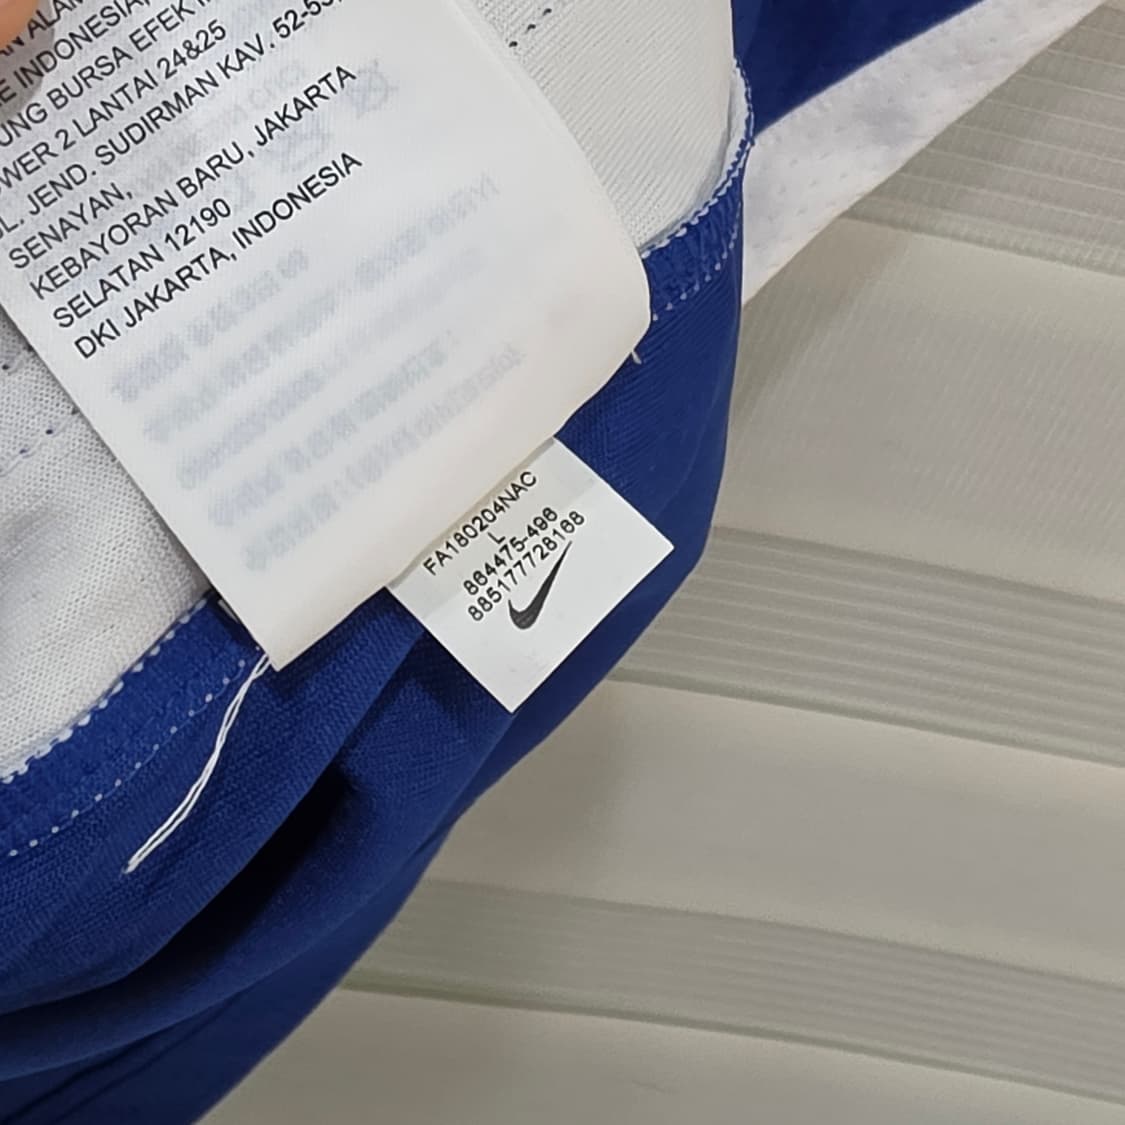 INDONESIA,
BURSA EFEK
WER 2 LANTAI 24&25
JL. JEND. SUDIRMAN KAV. 52-53,
SENAYAN,
KEBAYORAN BARU, JAKARTA
SELATAN 12190
DKI JAKARTA, INDONESIA
FA180204NAC
L
864475-496
885177728168